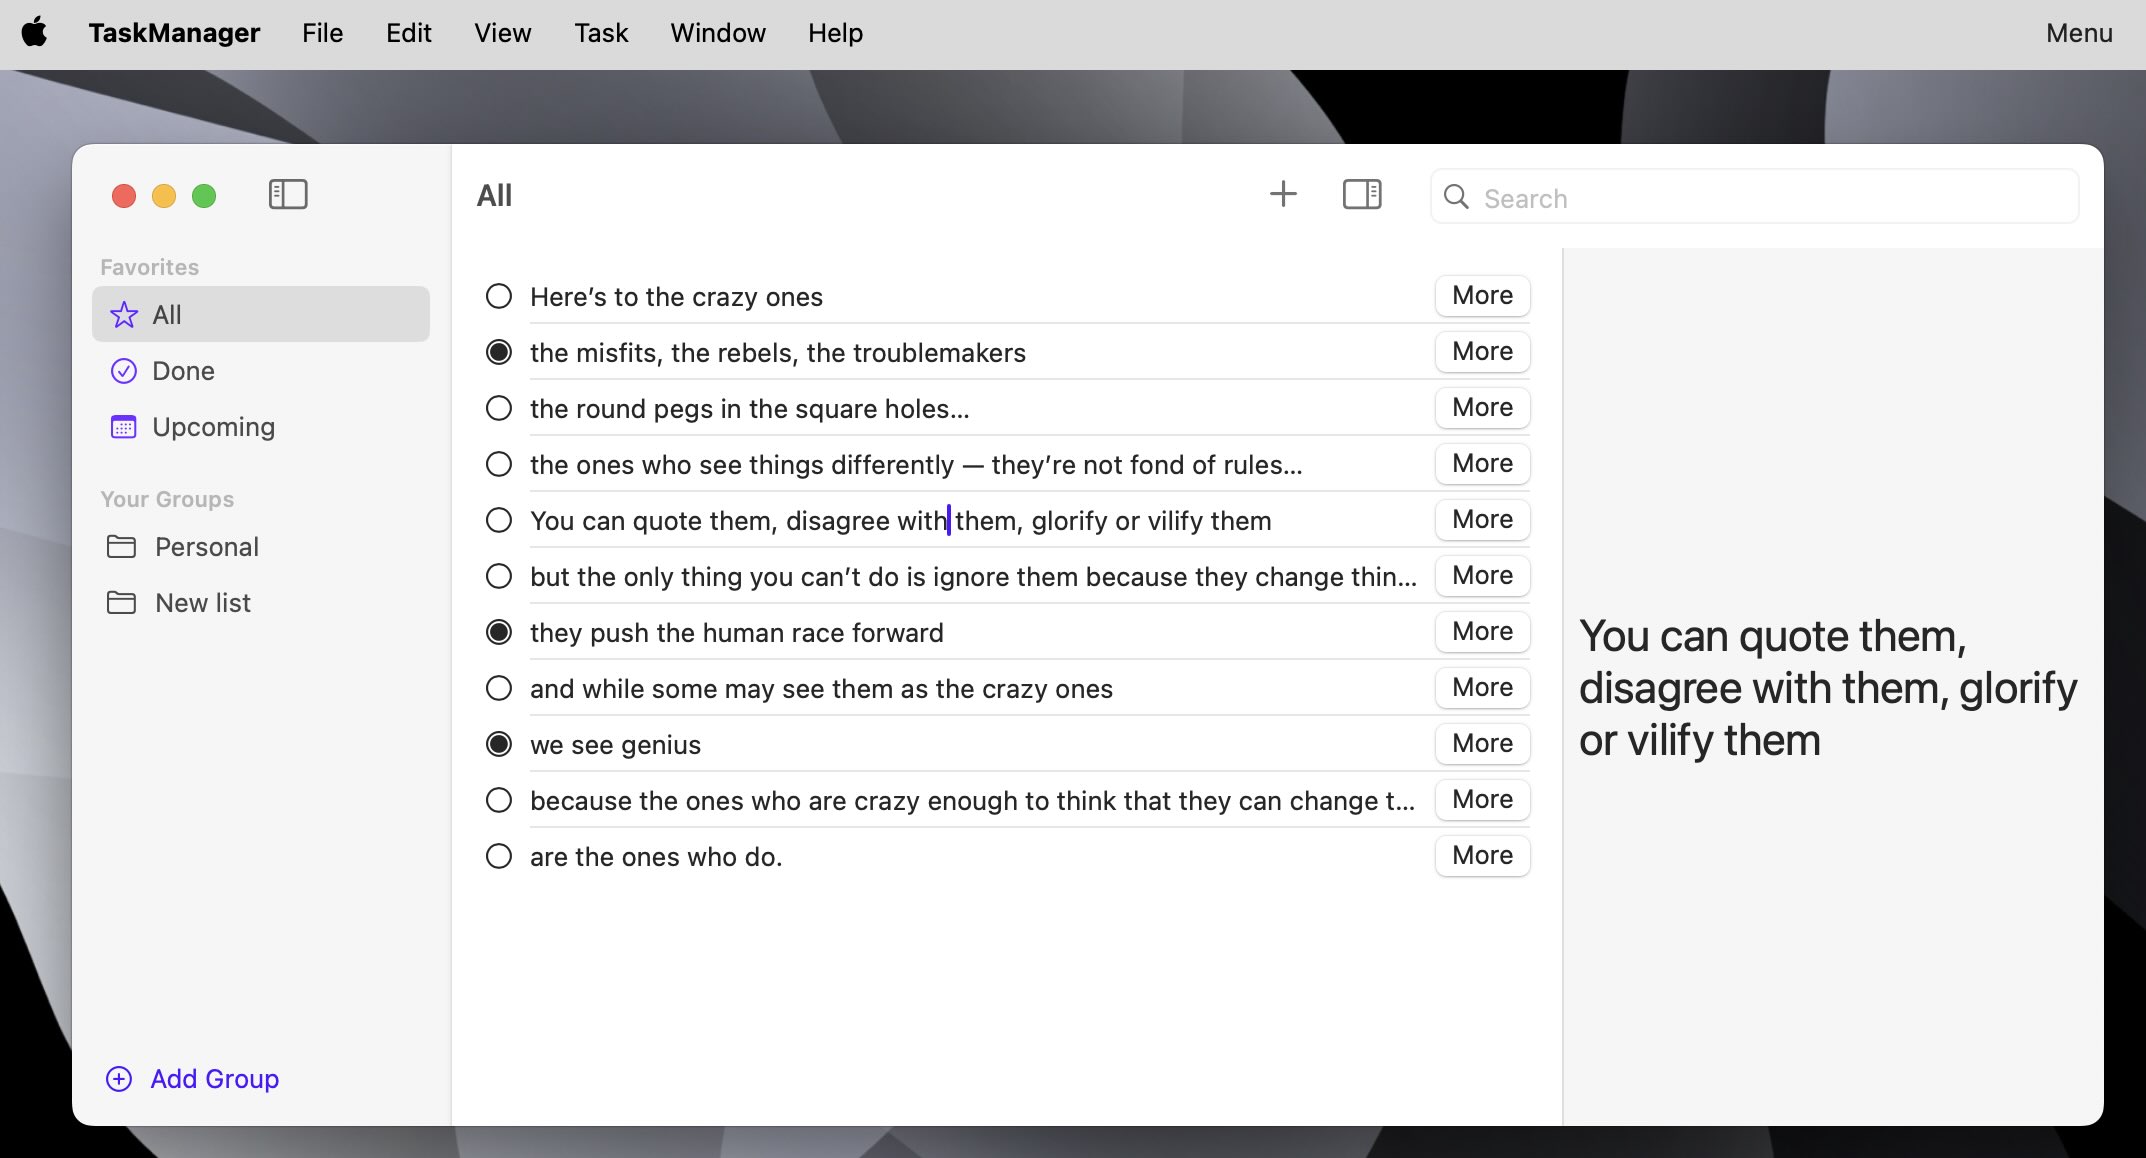 TaskManager File Edit View Task Window Help Menu
All
Search
Favorites
All
Done
Upcoming
Your Groups
Personal
New list
Add Group
Here’s to the crazy ones More
the misfits, the rebels, the troublemakers More
the round pegs in the square holes... More
the ones who see things differently — they’re not fond of rules... More
You can quote them, disagree with them, glorify or vilify them More
but the only thing you can’t do is ignore them because they change thin... More
they push the human race forward More
and while some may see them as the crazy ones More
we see genius More
because the ones who are crazy enough to think that they can change t... More
are the ones who do. More
You can quote them,
disagree with them, glorify
or vilify them